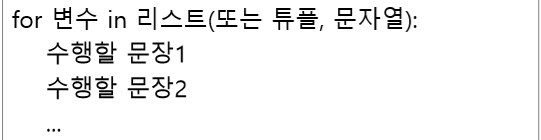 for 변수 in 리스트(또는 튜플, 문자열):
수행할 문장1
수행할 문장2
...